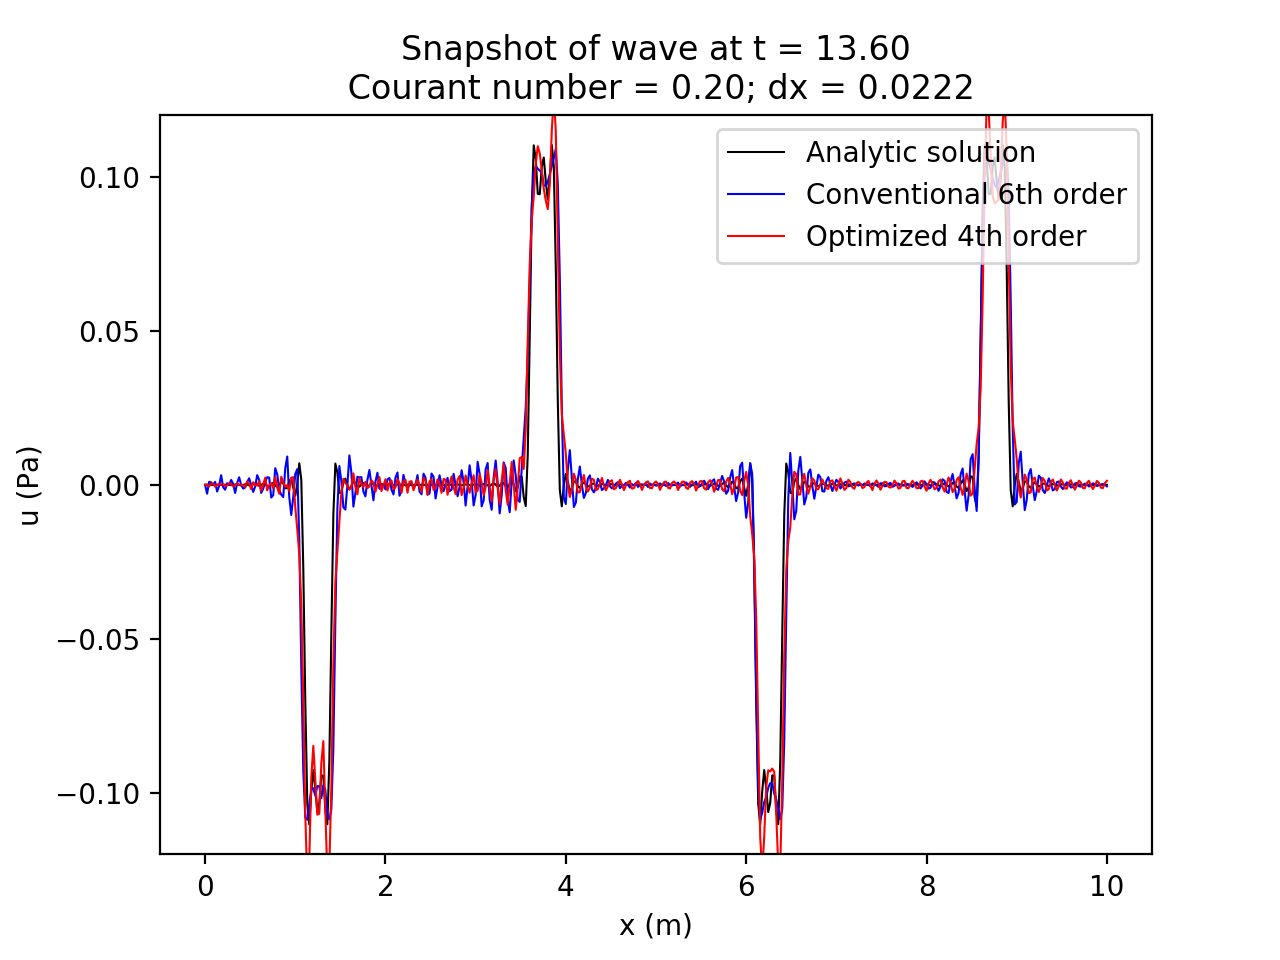 Snapshot of wave at t = 13.60
Courant number = 0.20; dx = 0.0222
Analytic solution
Conventional 6th order
Optimized 4th order
0.10
0.05
0.00
−0.05
−0.10
u (Pa)
0 2 4 6 8 10
x (m)